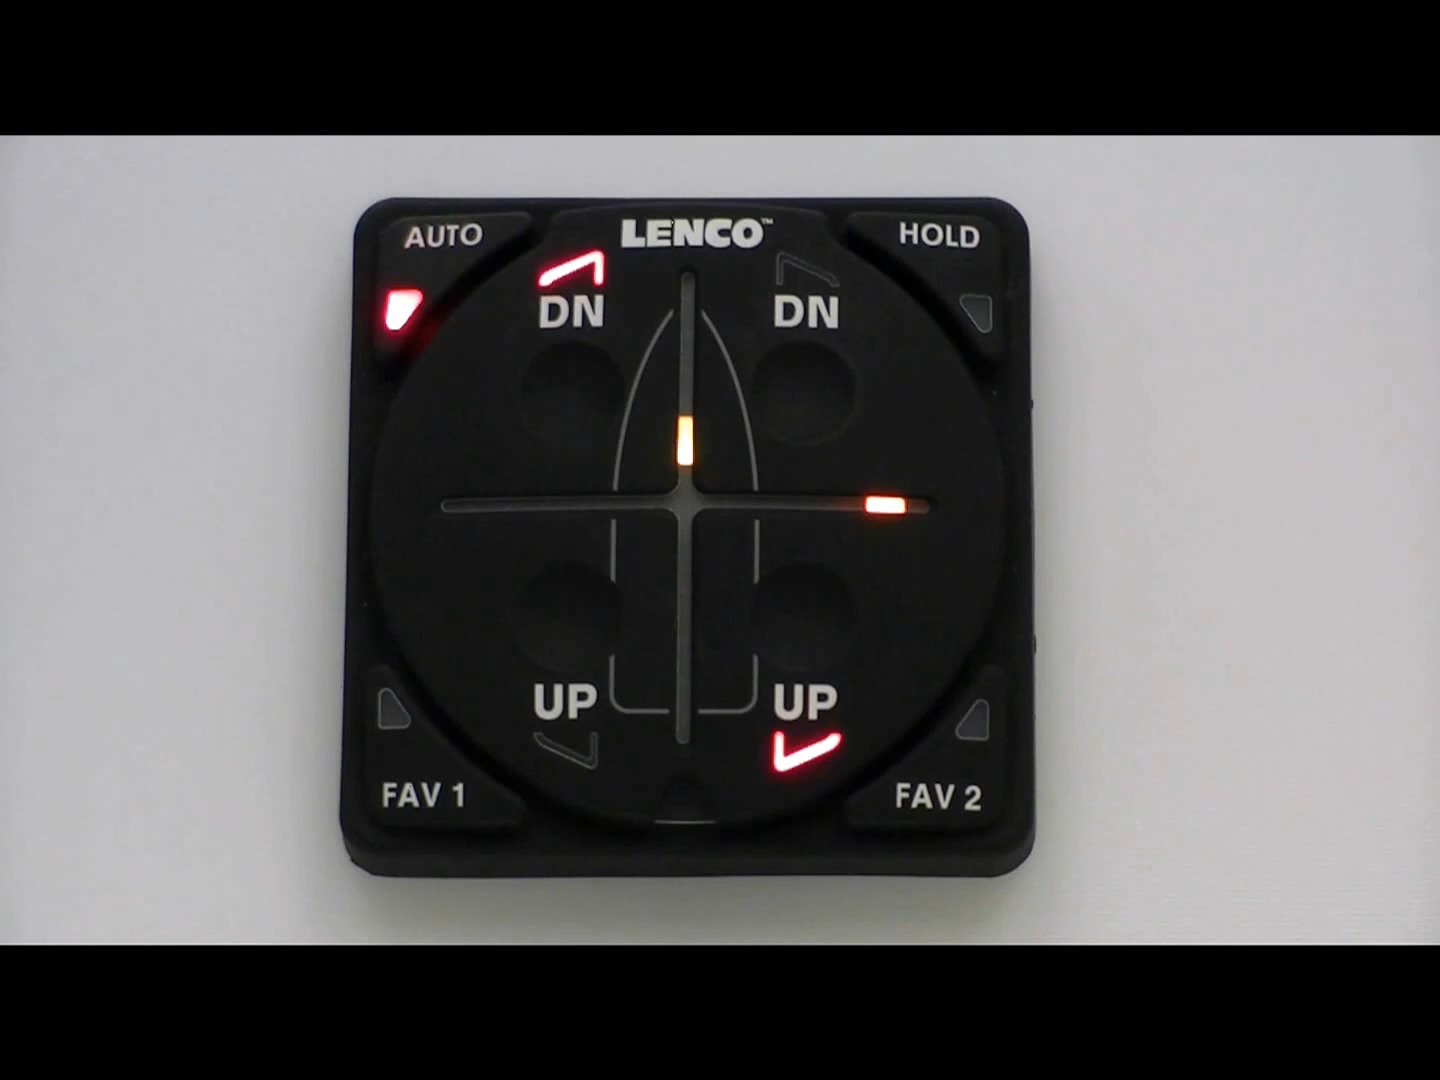 AUTO
LENCO™
HOLD
DN
DN
UP
UP
FAV 1
FAV 2